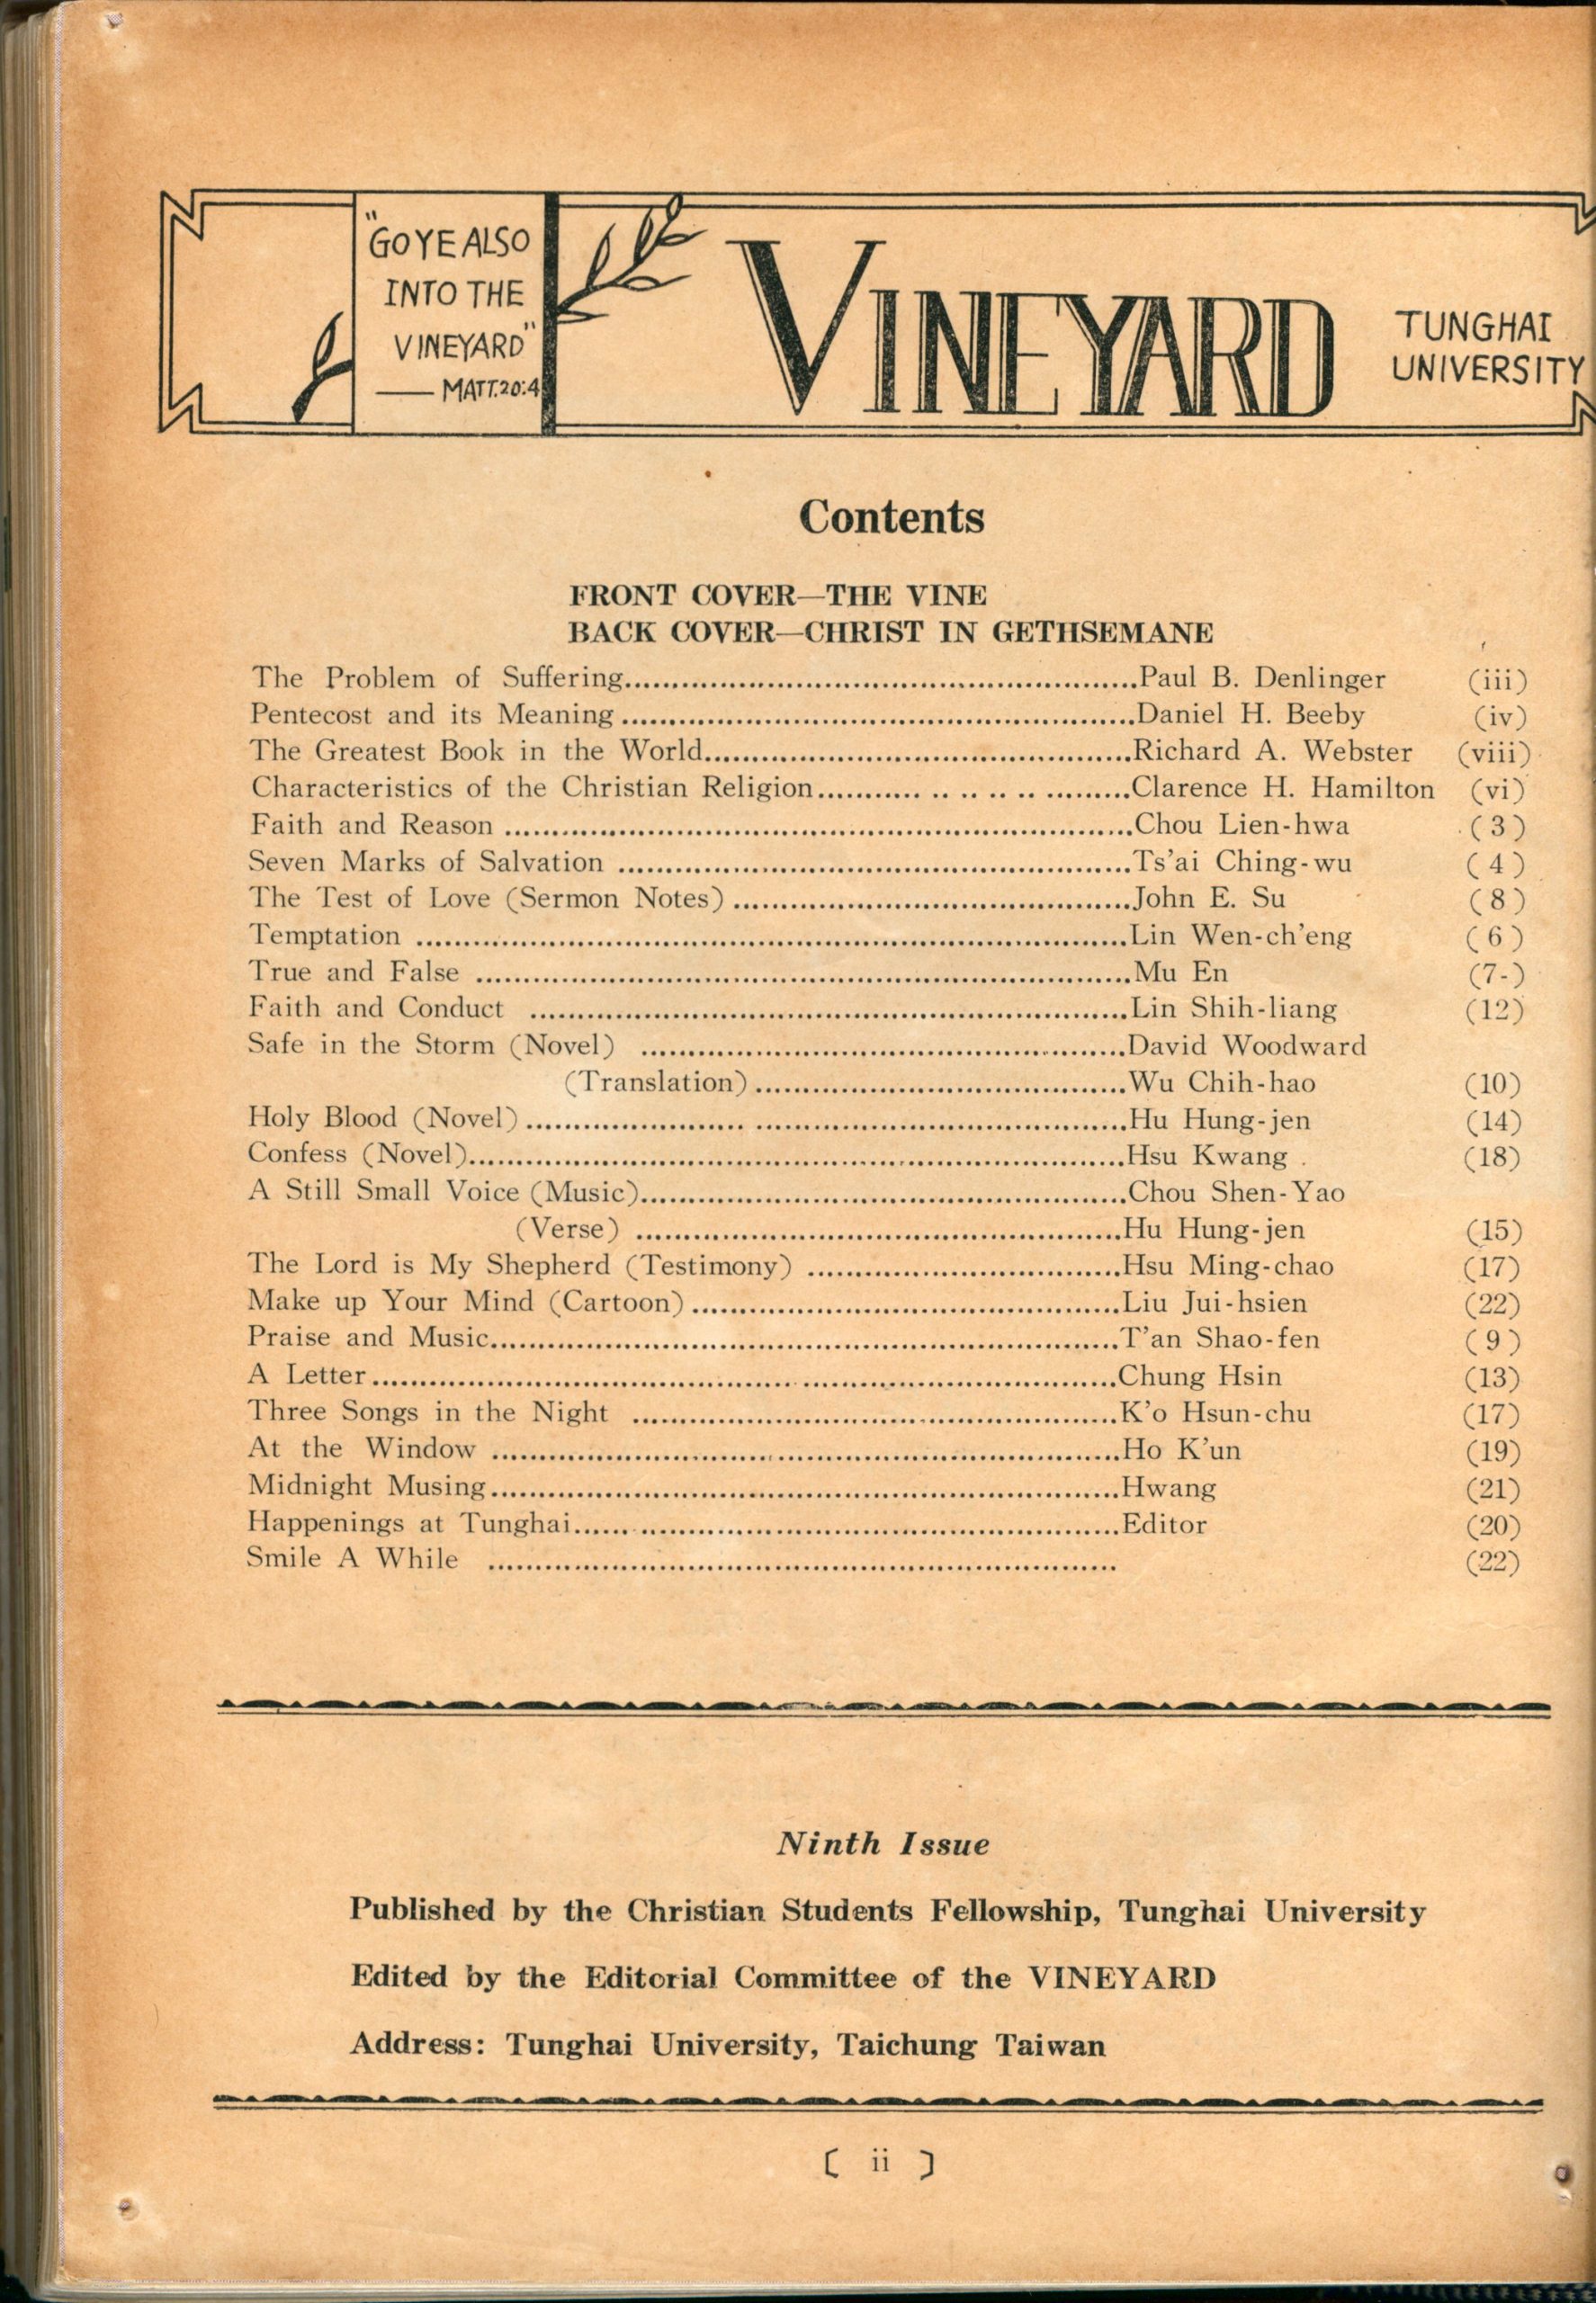 "GO YE ALSO
INTO THE
VINEYARD"
— MATT.20:4
VINEYARD
TUNGHAI
UNIVERSITY
Contents
FRONT COVER—THE VINE
BACK COVER—CHRIST IN GETHSEMANE
The Problem of Suffering........Paul B. Denlinger (iii)
Pentecost and its Meaning........Daniel H. Beeby (iv)
The Greatest Book in the World........Richard A. Webster (viii)
Characteristics of the Christian Religion........Clarence H. Hamilton (vi)
Faith and Reason ........Chou Lien-hwa (3)
Seven Marks of Salvation ........Ts'ai Ching-wu (4)
The Test of Love (Sermon Notes) ........John E. Su (8)
Temptation ........Lin Wen-ch'eng (6)
True and False ........Mu En (7-)
Faith and Conduct ........Lin Shih-liang (12)
Safe in the Storm (Novel) ........David Woodward
(Translation)........Wu Chih-hao (10)
Holy Blood (Novel)........Hu Hung-jen (14)
Confess (Novel)........Hsu Kwang (18)
A Still Small Voice (Music)........Chou Shen-Yao
(Verse) ........Hu Hung-jen (15)
The Lord is My Shepherd (Testimony) ........Hsu Ming-chao (17)
Make up Your Mind (Cartoon)........Liu Jui-hsien (22)
Praise and Music........T'an Shao-fen (9)
A Letter........Chung Hsin (13)
Three Songs in the Night ........K'o Hsun-chu (17)
At the Window ........Ho K'un (19)
Midnight Musing........Hwang (21)
Happenings at Tunghai........Editor (20)
Smile A While ........ (22)
Ninth Issue
Published by the Christian Students Fellowship, Tunghai University
Edited by the Editorial Committee of the VINEYARD
Address: Tunghai University, Taichung Taiwan
[ ii ]